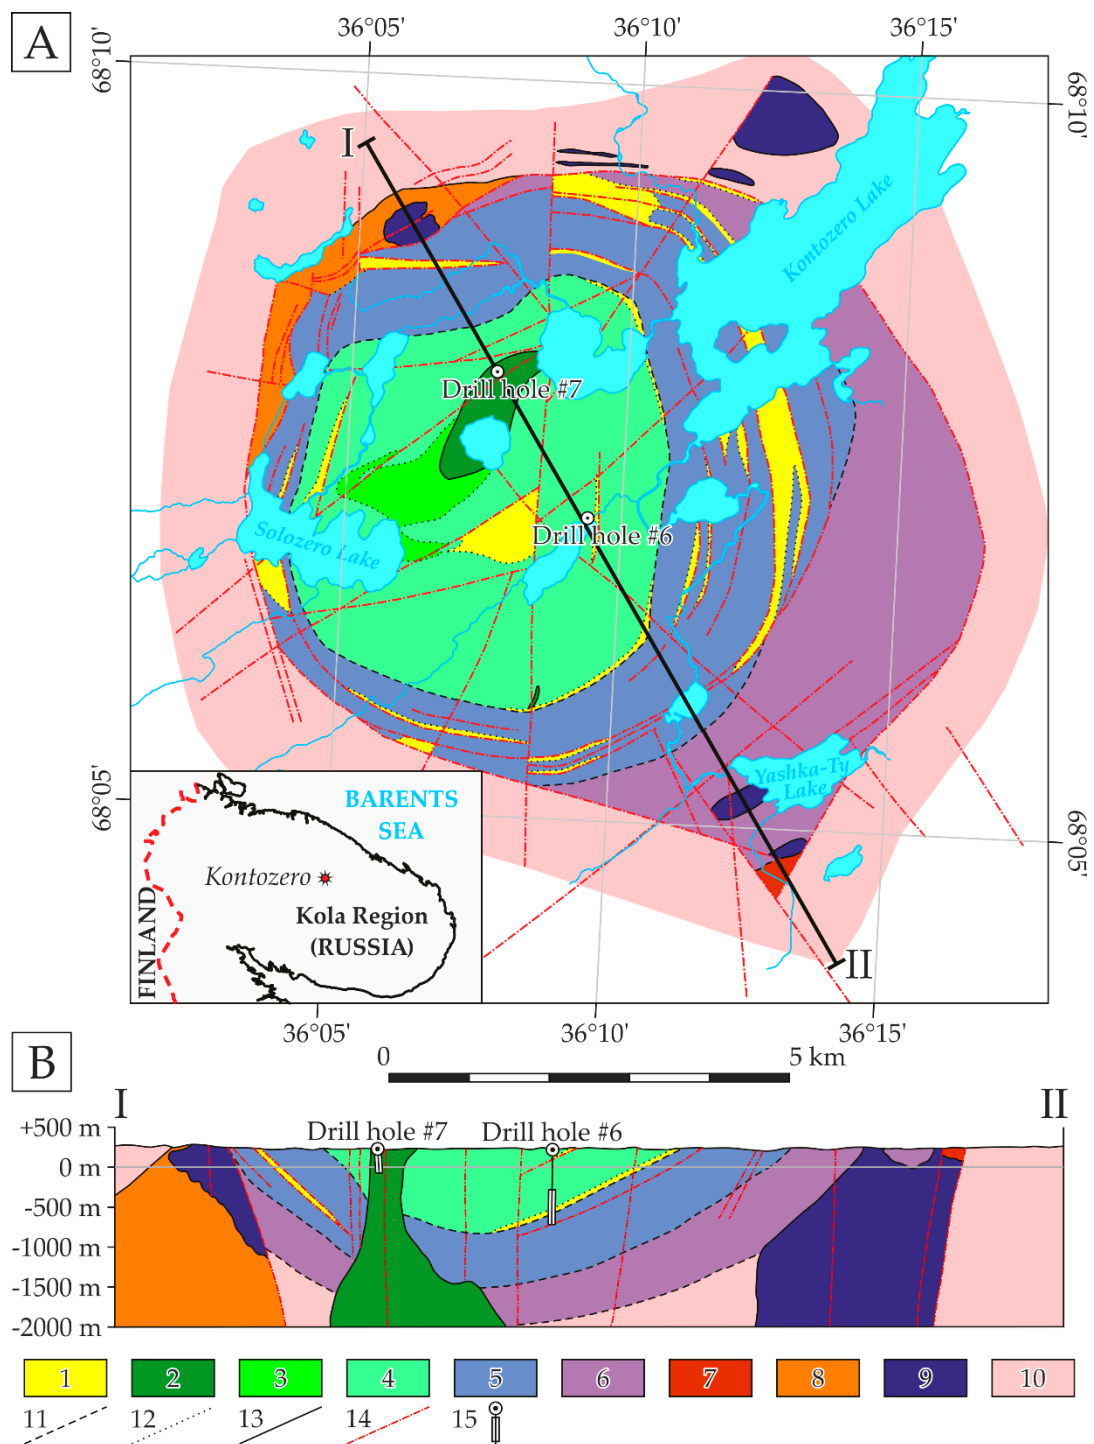 A
36°05'
36°10'
36°15'
68°10'
68°10'
I
Kontozero Lake
Drill hole #7
Drill hole #6
Solozero Lake
Yashka-Ty
Lake
68°05'
68°05'
BARENTS
SEA
Kontozero
Kola Region
(RUSSIA)
FINLAND
II
36°05'
36°10'
36°15'
B
0
5 km
I
II
+500 m
0 m
-500 m
-1000 m
-1500 m
-2000 m
Drill hole #7
Drill hole #6
1 2 3 4 5 6 7 8 9 10
11 12 13 14 15